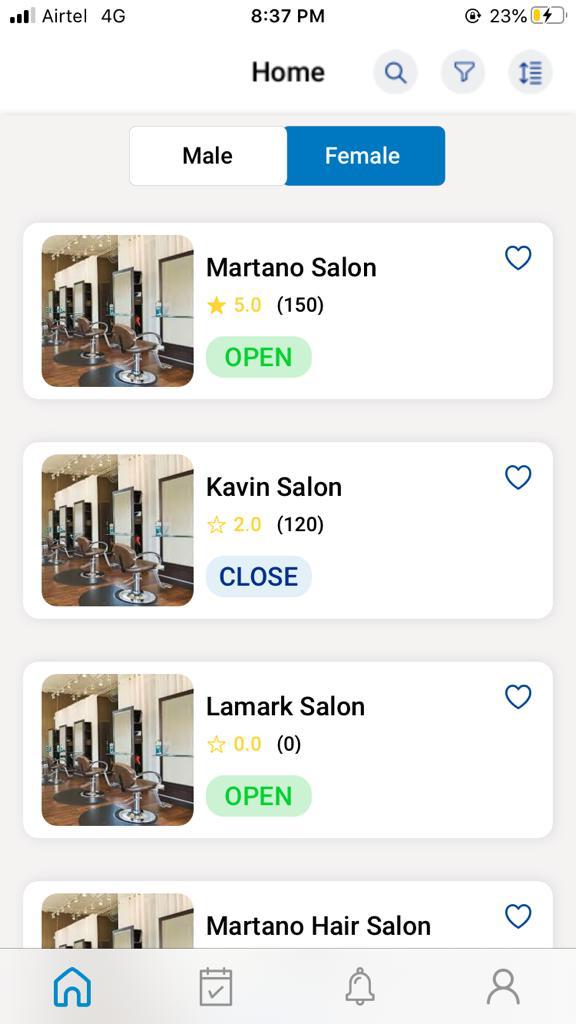 Airtel 4G 8:37 PM 23%
Home
Male Female
Martano Salon
5.0 (150)
OPEN
Kavin Salon
2.0 (120)
CLOSE
Lamark Salon
0.0 (0)
OPEN
Martano Hair Salon